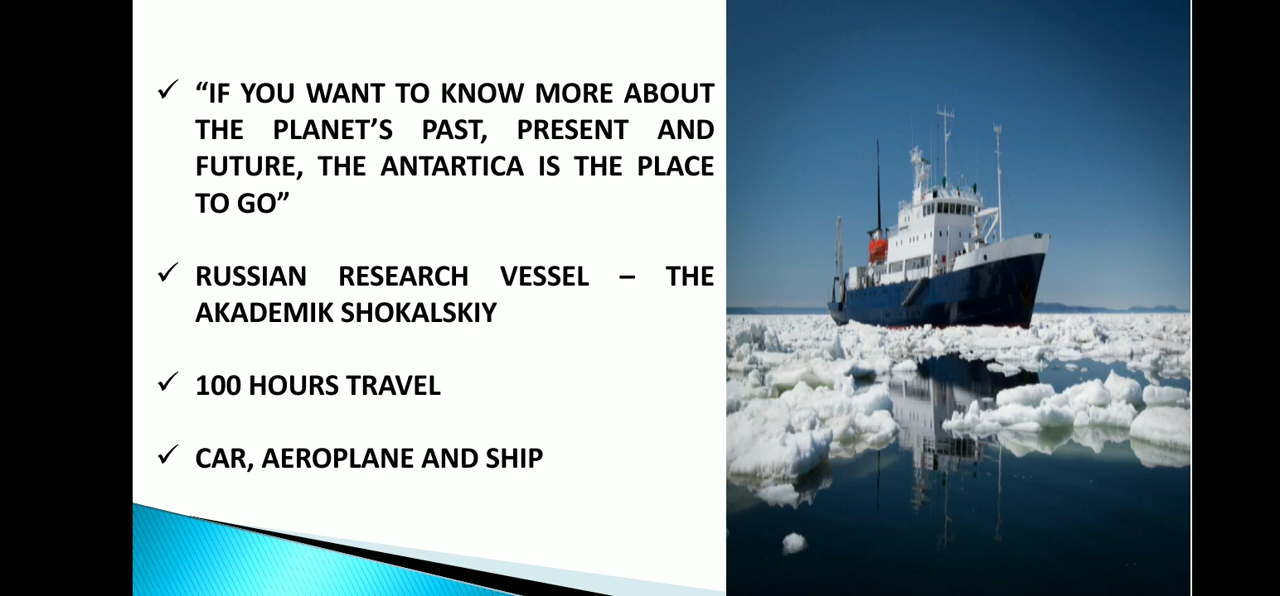 ✓ “IF YOU WANT TO KNOW MORE ABOUT
THE PLANET’S PAST, PRESENT AND
FUTURE, THE ANTARTICA IS THE PLACE
TO GO”
✓ RUSSIAN RESEARCH VESSEL – THE
AKADEMIK SHOKALSKIY
✓ 100 HOURS TRAVEL
✓ CAR, AEROPLANE AND SHIP